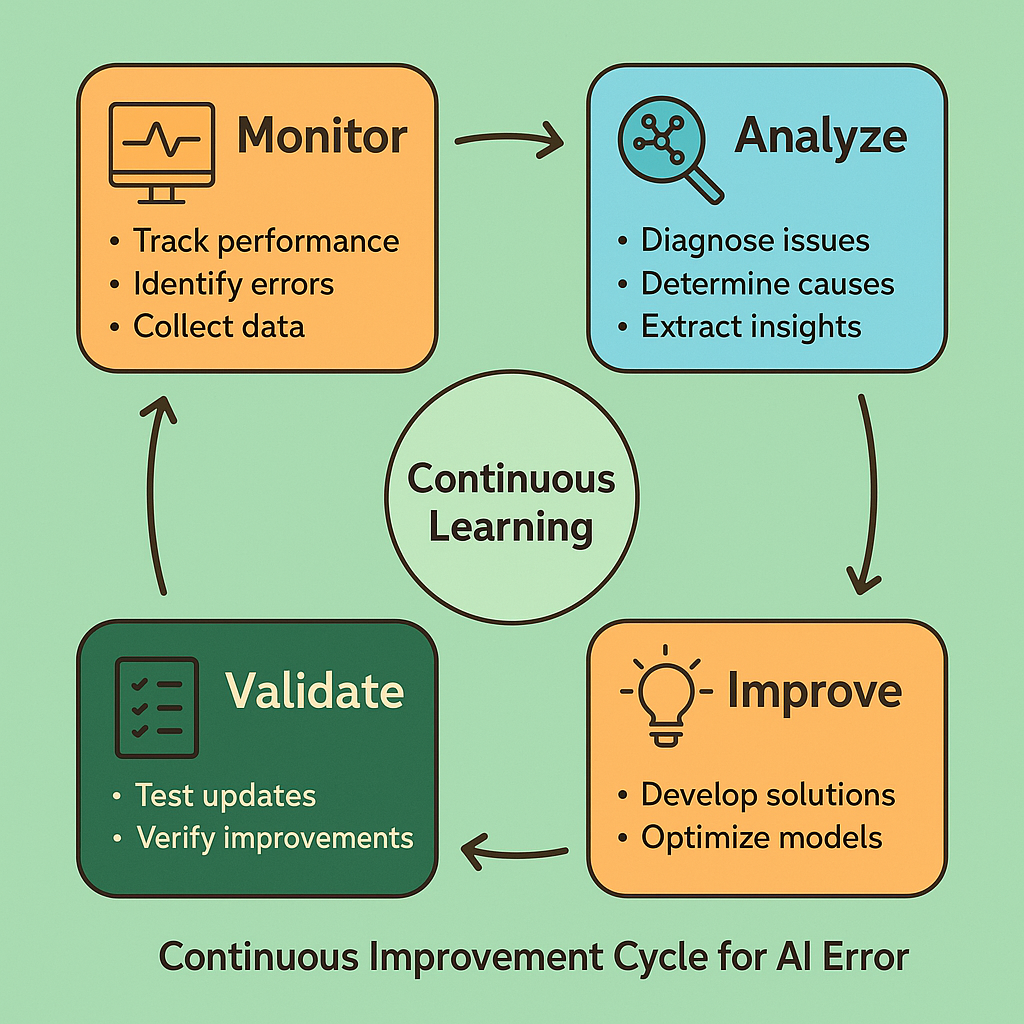 Monitor
• Track performance
• Identify errors
• Collect data
Analyze
• Diagnose issues
• Determine causes
• Extract insights
Continuous
Learning
Validate
• Test updates
• Verify improvements
Improve
• Develop solutions
• Optimize models
Continuous Improvement Cycle for AI Error